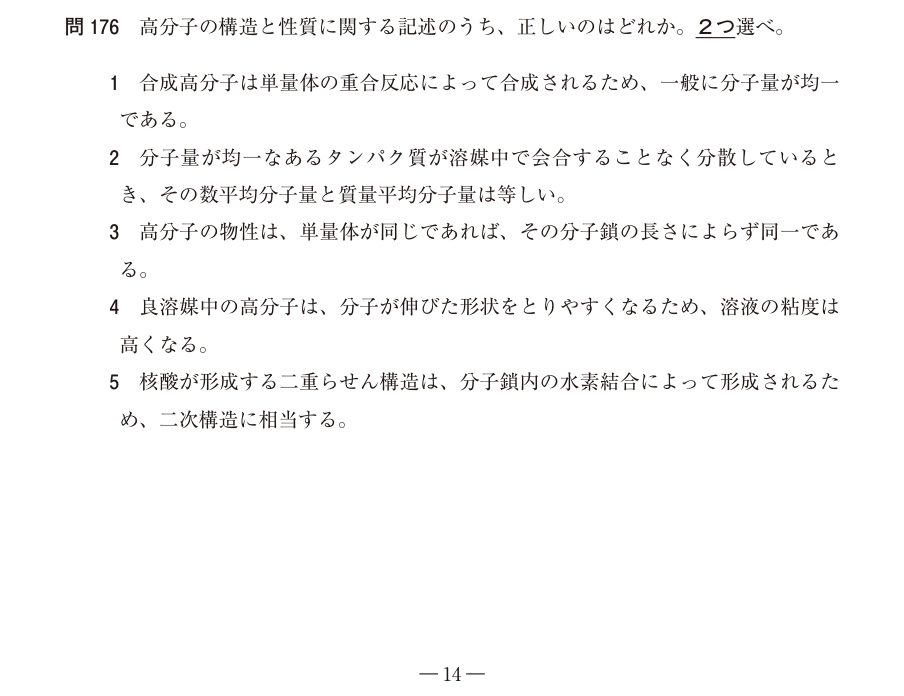 問 176　高分子の構造と性質に関する記述のうち、正しいのはどれか。２つ選べ。
1　合成高分子は単量体の重合反応によって合成されるため、一般に分子量が均一
である。
2　分子量が均一なあるタンパク質が溶媒中で会合することなく分散していると
き、その数平均分子量と質量平均分子量は等しい。
3　高分子の物性は、単量体が同じであれば、その分子鎖の長さによらず同一であ
る。
4　良溶媒中の高分子は、分子が伸びた形状をとりやすくなるため、溶液の粘度は
高くなる。
5　核酸が形成する二重らせん構造は、分子鎖内の水素結合によって形成されるた
め、二次構造に相当する。
― 14 ―